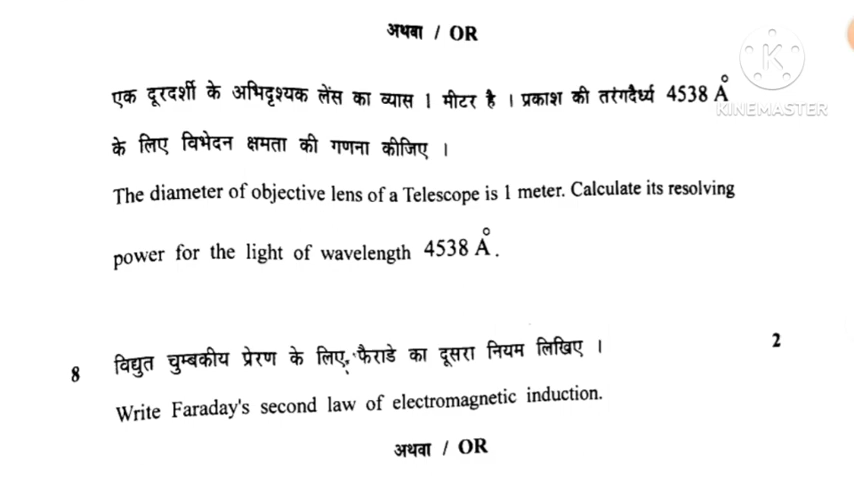 अथवा / OR
K
KINEMASTER
एक दूरदर्शी के अभिदृश्यक लेंस का व्यास 1 मीटर है । प्रकाश की तरंगदैर्ध्य 4538 Å
के लिए विभेदन क्षमता की गणना कीजिए ।
The diameter of objective lens of a Telescope is 1 meter. Calculate its resolving
power for the light of wavelength 4538 Å.
8 विद्युत चुम्बकीय प्रेरण के लिए, फैराडे का दूसरा नियम लिखिए । 2
Write Faraday's second law of electromagnetic induction.
अथवा / OR